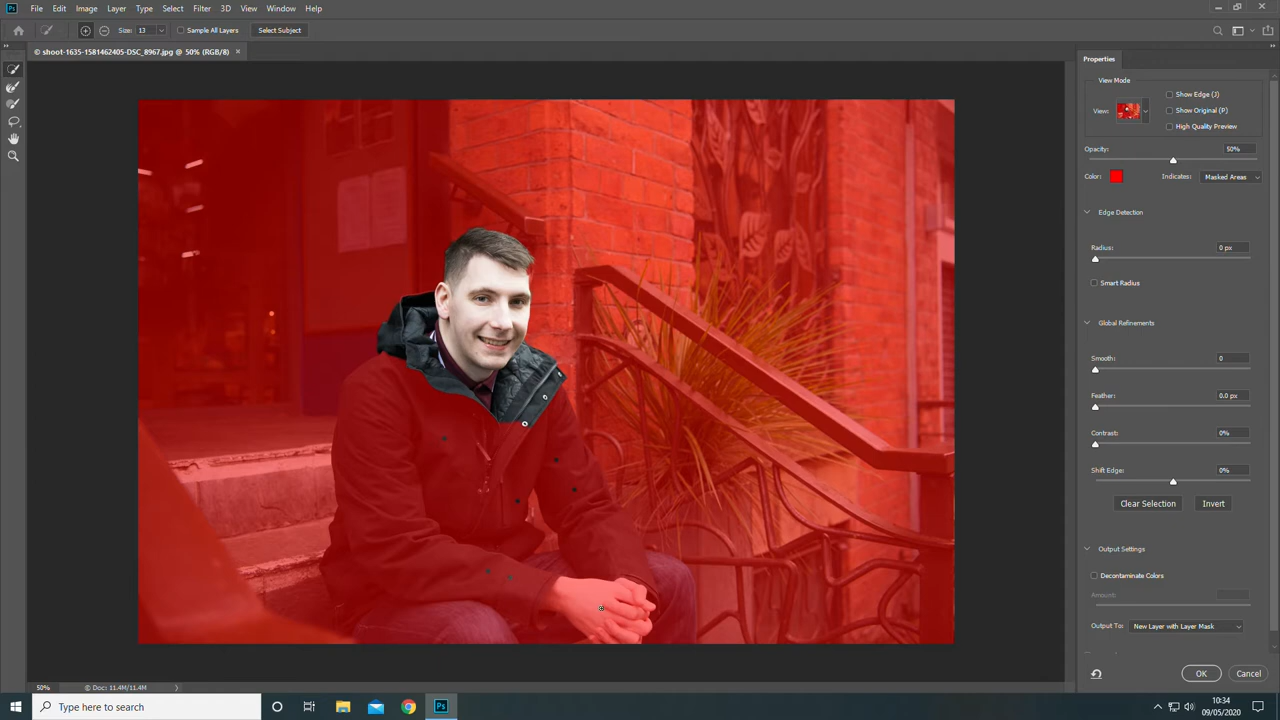 Ps File Edit Image Layer Type Select Filter 3D View Window Help
Size: 13 Sample All Layers Select Subject
© shoot-1635-1581462405-DSC_8967.jpg @ 50% (RGB/8) ×
Properties
View Mode
View:
Show Edge (J)
Show Original (P)
High Quality Preview
Opacity: 50%
Color: Indicates: Masked Areas
Edge Detection
Radius: 0 px
Smart Radius
Global Refinements
Smooth: 0
Feather: 0.0 px
Contrast: 0%
Shift Edge: 0%
Clear Selection Invert
Output Settings
Decontaminate Colors
Amount:
Output To: New Layer with Layer Mask
OK Cancel
50% © Doc: 11.4M/11.4M
Type here to search
Ps
10:34
09/05/2020